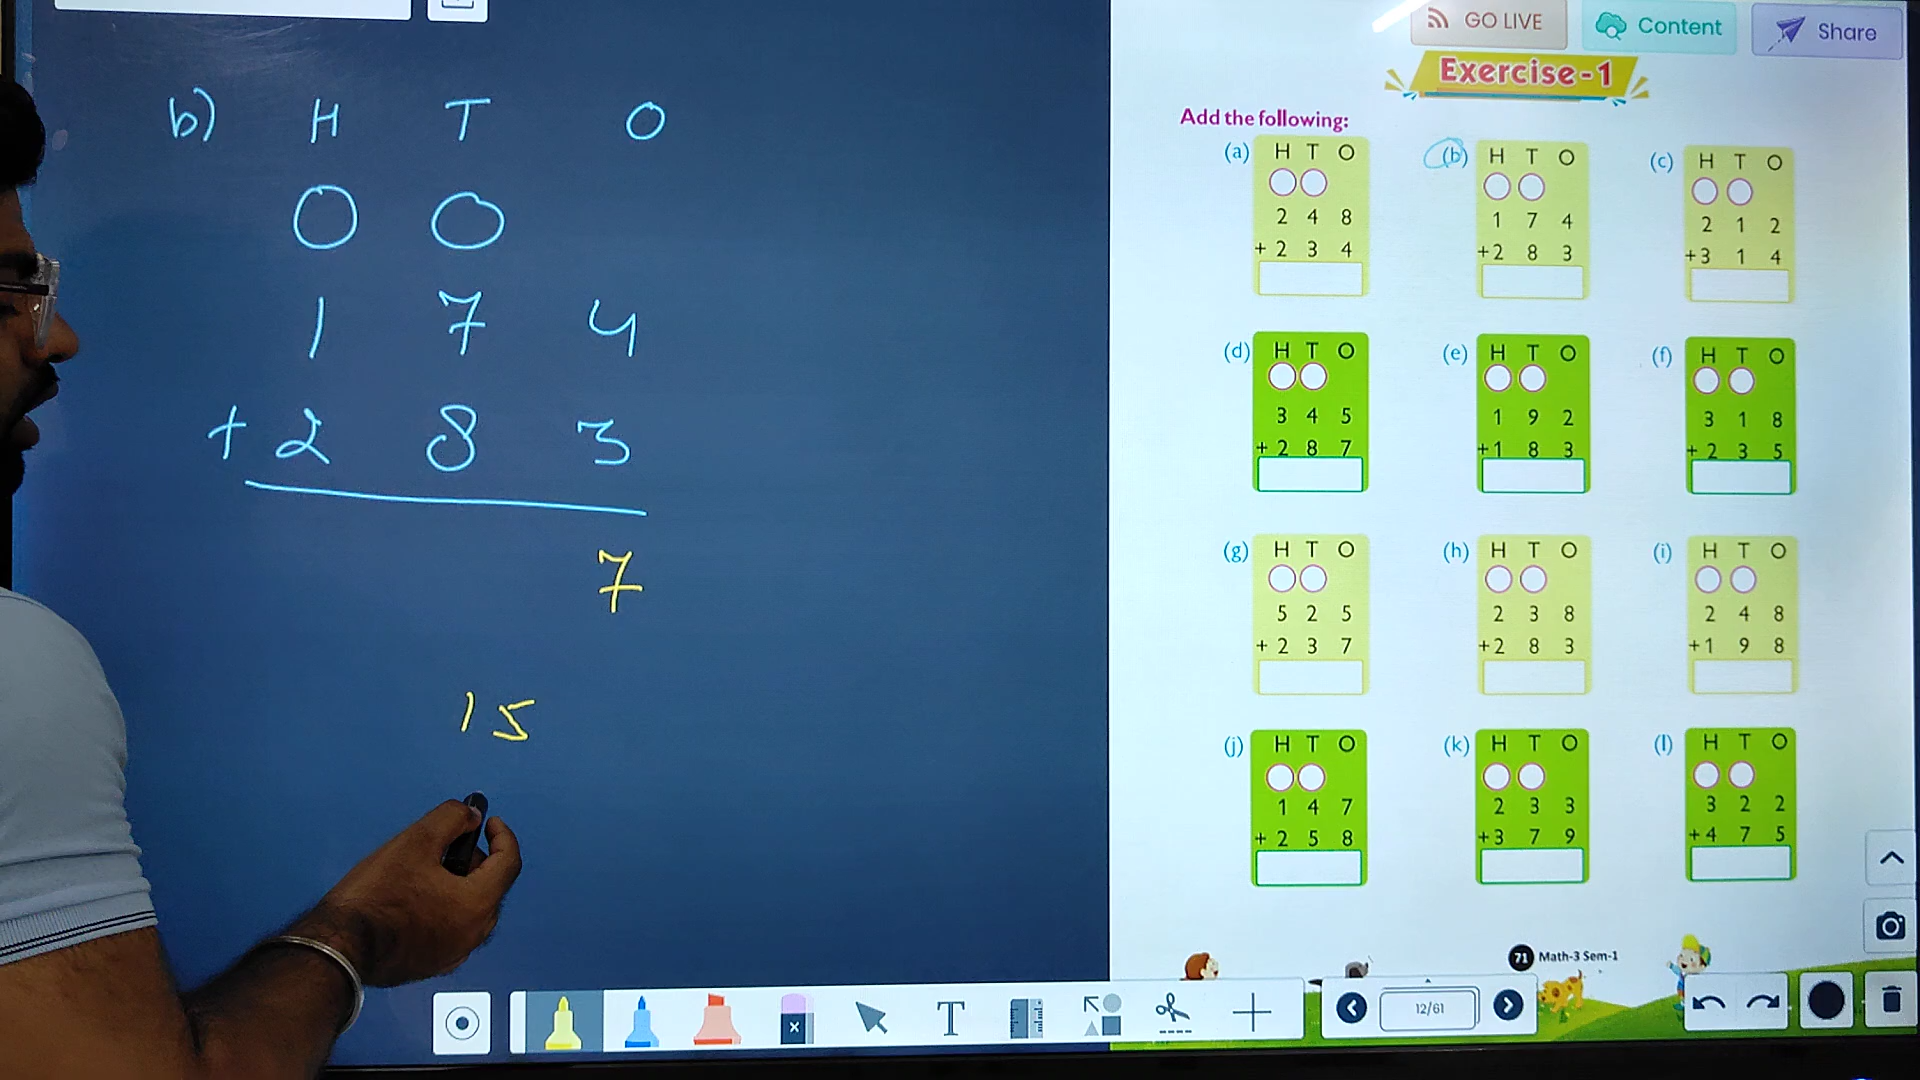 b) H T O
O O
1 7 4
+ 2 8 3
7
15
GO LIVE
Content
Share
Exercise-1
Add the following:
(a) H T O
2 4 8
+ 2 3 4
(b) H T O
1 7 4
+2 8 3
(c) H T O
2 1 2
+3 1 4
(d) H T O
3 4 5
+ 2 8 7
(e) H T O
1 9 2
+1 8 3
(f) H T O
3 1 8
+ 2 3 5
(g) H T O
5 2 5
+ 2 3 7
(h) H T O
2 3 8
+2 8 3
(i) H T O
2 4 8
+1 9 8
(j) H T O
1 4 7
+ 2 5 8
(k) H T O
2 3 3
+3 7 9
(l) H T O
3 2 2
+4 7 5
71 Math-3 Sem-1
T
12/61